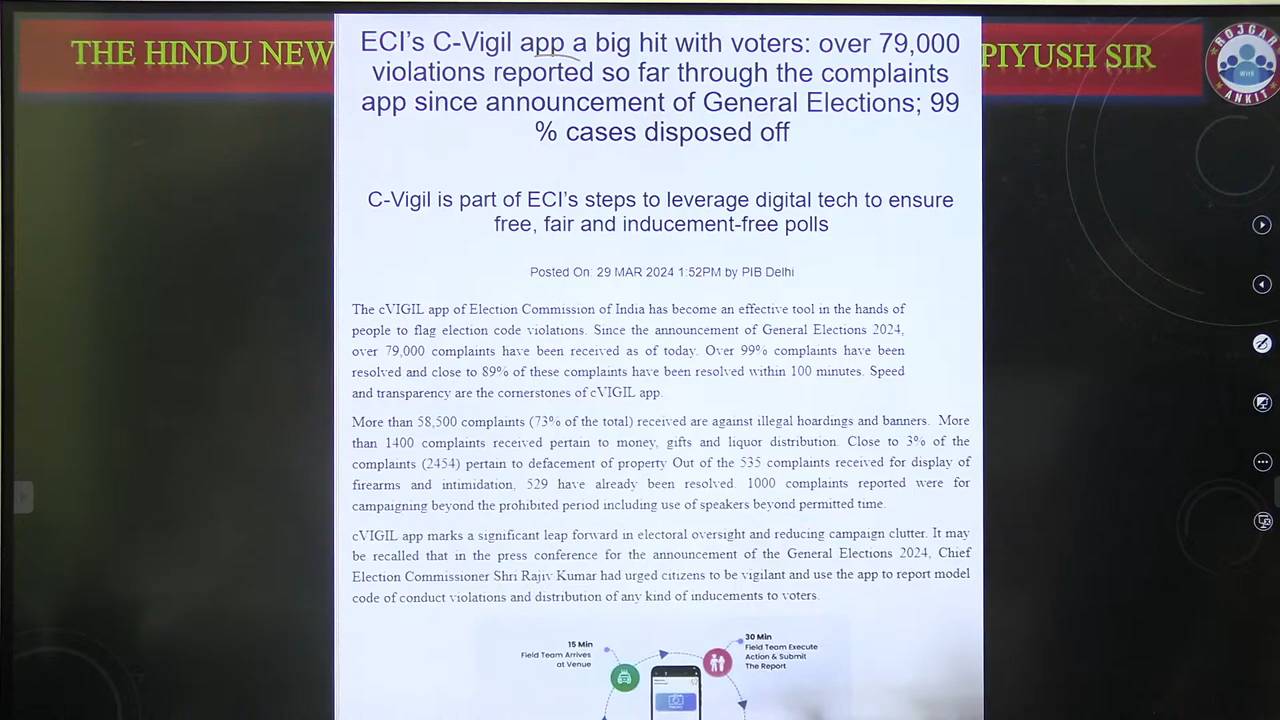 THE HINDU NEW
PIYUSH SIR
ROJGAR
With
ANKIT
ECI's C-Vigil app a big hit with voters: over 79,000
violations reported so far through the complaints
app since announcement of General Elections; 99
% cases disposed off
C-Vigil is part of ECI's steps to leverage digital tech to ensure
free, fair and inducement-free polls
Posted On: 29 MAR 2024 1:52PM by PIB Delhi
The cVIGIL app of Election Commission of India has become an effective tool in the hands of
people to flag election code violations. Since the announcement of General Elections 2024,
over 79,000 complaints have been received as of today. Over 99% complaints have been
resolved and close to 89% of these complaints have been resolved within 100 minutes. Speed
and transparency are the cornerstones of cVIGIL app.
More than 58,500 complaints (73% of the total) received are against illegal hoardings and banners. More
than 1400 complaints received pertain to money, gifts and liquor distribution. Close to 3% of the
complaints (2454) pertain to defacement of property Out of the 535 complaints received for display of
firearms and intimidation, 529 have already been resolved. 1000 complaints reported were for
campaigning beyond the prohibited period including use of speakers beyond permitted time.
cVIGIL app marks a significant leap forward in electoral oversight and reducing campaign clutter. It may
be recalled that in the press conference for the announcement of the General Elections 2024, Chief
Election Commissioner Shri Rajiv Kumar had urged citizens to be vigilant and use the app to report model
code of conduct violations and distribution of any kind of inducements to voters.
15 Min
Field Team Arrives
at Venue
30 Min
Field Team Execute
Action & Submit
The Report